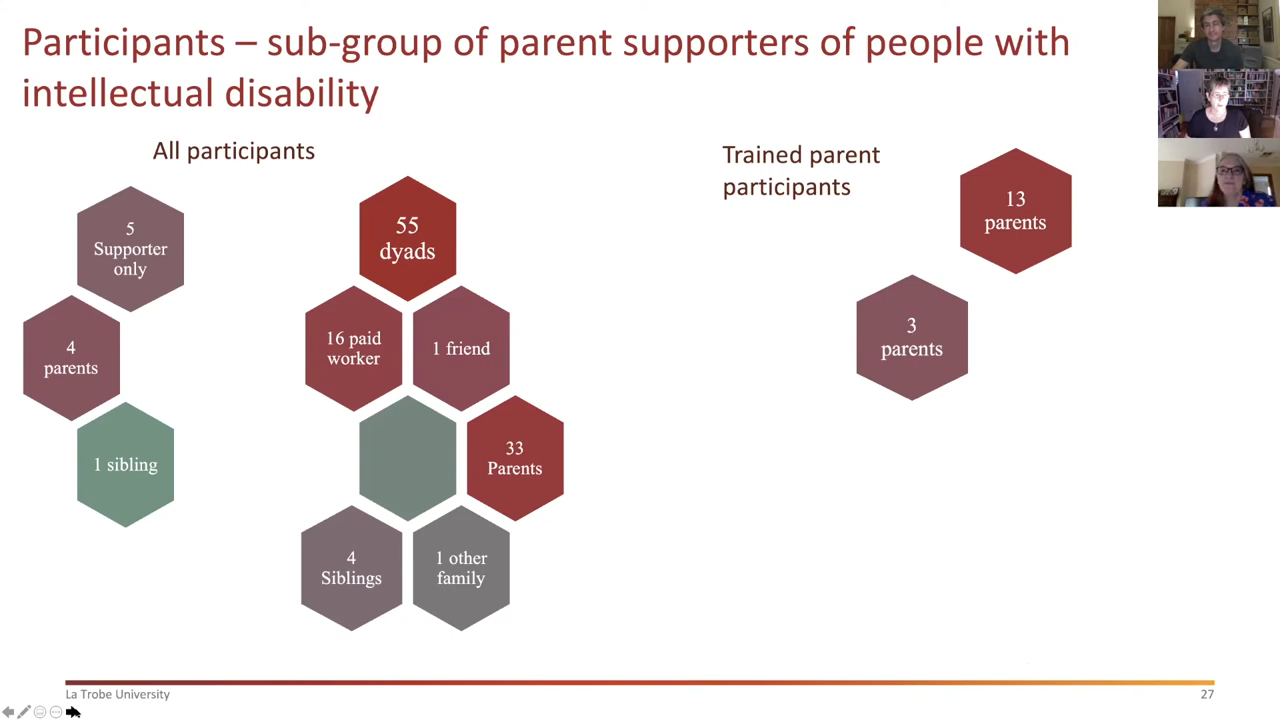 Participants – sub-group of parent supporters of people with
intellectual disability
All participants
5
Supporter
only
4
parents
1 sibling
55
dyads
16 paid
worker
1 friend
33
Parents
4
Siblings
1 other
family
Trained parent
participants
13
parents
3
parents
La Trobe University
27